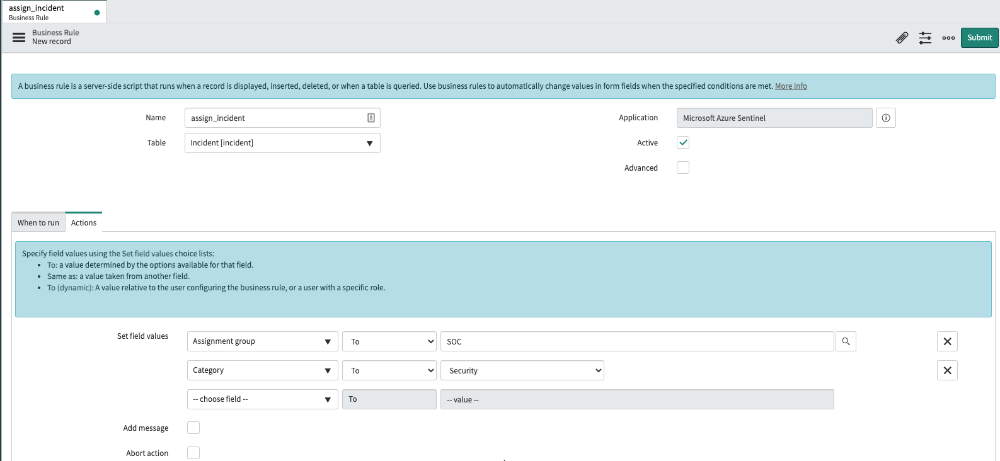 assign_incident
Business Rule
Business Rule
New record
Submit
A business rule is a server-side script that runs when a record is displayed, inserted, deleted, or when a table is queried. Use business rules to automatically change values in form fields when the specified conditions are met. More Info
Name
assign_incident
Application
Microsoft Azure Sentinel
Table
Incident [incident]
Active
Advanced
When to run
Actions
Specify field values using the Set field values choice lists:
• To: a value determined by the options available for that field.
• Same as: a value taken from another field.
• To (dynamic): A value relative to the user configuring the business rule, or a user with a specific role.
Set field values
Assignment group
To
SOC
Category
To
Security
-- choose field --
To
-- value --
Add message
Abort action